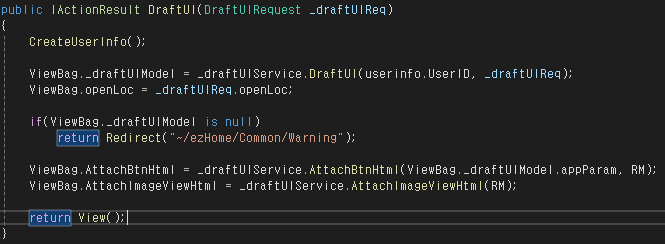 public IActionResult DraftUI(DraftUIRequest _draftUIReq)
{
CreateUserInfo();
ViewBag._draftUIModel = _draftUIService.DraftUI(userinfo.UserID, _draftUIReq);
ViewBag.openLoc = _draftUIReq.openLoc;
if(ViewBag._draftUIModel is null)
return Redirect("~/ezHome/Common/Warning");
ViewBag.AttachBtnHtml = _draftUIService.AttachBtnHtml(ViewBag._draftUIModel.appParam, RM);
ViewBag.AttachImageViewHtml = _draftUIService.AttachImageViewHtml(RM);
return View();
}